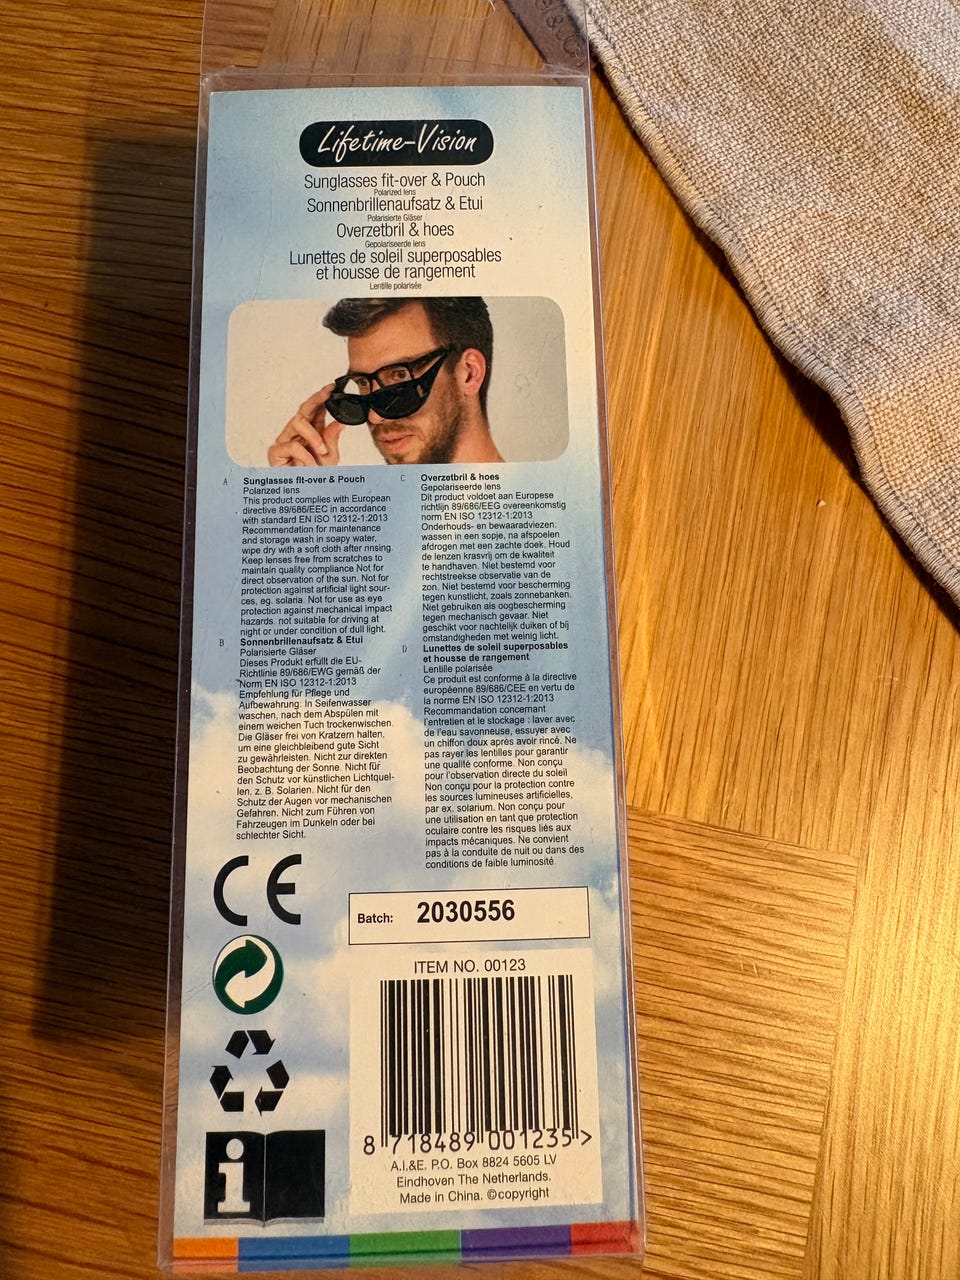 Lifetime-Vision
Sunglasses fit-over & Pouch
Polarized lens
Sonnenbrillenaufsatz & Etui
Polarisierte Gläser
Overzetbril & hoes
Gepolariseerde lens
Lunettes de soleil superposables
et housse de rangement
Lentille polarisée
A Sunglasses fit-over & Pouch
Polarized lens
This product complies with European
directive 89/686/EEC in accordance
with standard EN ISO 12312-1:2013
Recommendation for maintenance
and storage wash in soapy water,
wipe dry with a soft cloth after rinsing.
Keep lenses free from scratches to
maintain quality compliance Not for
direct observation of the sun. Not for
protection against artificial light sour-
ces, eg. solaria. Not for use as eye
protection against mechanical impact
hazards. not suitable for driving at
night or under condition of dull light.
B Sonnenbrillenaufsatz & Etui
Polarisierte Gläser
Dieses Produkt erfüllt die EU-
Richtlinie 89/686/EWG gemäß der
Norm EN ISO 12312-1:2013
Empfehlung für Pflege und
Aufbewahrung: In Seifenwasser
waschen, nach dem Abspülen mit
einem weichen Tuch trockenwischen.
Die Gläser frei von Kratzern halten,
um eine gleichbleibend gute Sicht
zu gewährleisten. Nicht zur direkten
Beobachtung der Sonne. Nicht für
den Schutz vor künstlichen Lichtquel-
len, z. B. Solarien. Nicht für den
Schutz der Augen vor mechanischen
Gefahren. Nicht zum Führen von
Fahrzeugen im Dunkeln oder bei
schlechter Sicht.
C Overzetbril & hoes
Gepolariseerde lens
Dit product voldoet aan Europese
richtlijn 89/686/EEG overeenkomstig
norm EN ISO 12312-1:2013
Onderhouds- en bewaaradviezen:
wassen in een sopje, na afspoelen
afdrogen met een zachte doek. Houd
de lenzen krasvrij om de kwaliteit
te handhaven. Niet bestemd voor
rechtstreekse observatie van de
zon. Niet bestemd voor bescherming
tegen kunstlicht, zoals zonnebanken.
Niet gebruiken als oogbescherming
tegen mechanisch gevaar. Niet
geschikt voor nachtelijk duiken of bij
omstandigheden met weinig licht.
D Lunettes de soleil superposables
et housse de rangement
Lentille polarisée
Ce produit est conforme à la directive
européenne 89/686/CEE en vertu de
la norme EN ISO 12312-1:2013
Recommandation concernant
l'entretien et le stockage : laver avec
de l'eau savonneuse, essuyer avec
un chiffon doux après avoir rincé. Ne
pas rayer les lentilles pour garantir
une qualité conforme. Non conçu
pour l'observation directe du soleil
Non conçu pour la protection contre
les sources lumineuses artificielles,
par ex. solarium. Non conçu pour
une utilisation en tant que protection
oculaire contre les risques liés aux
impacts mécaniques. Ne convient
pas à la conduite de nuit ou dans des
conditions de faible luminosité.
CE
Batch: 2030556
ITEM NO. 00123
8 718489 001235 >
A.I.&E. P.O. Box 8824 5605 LV
Eindhoven The Netherlands.
Made in China. ©copyright
i